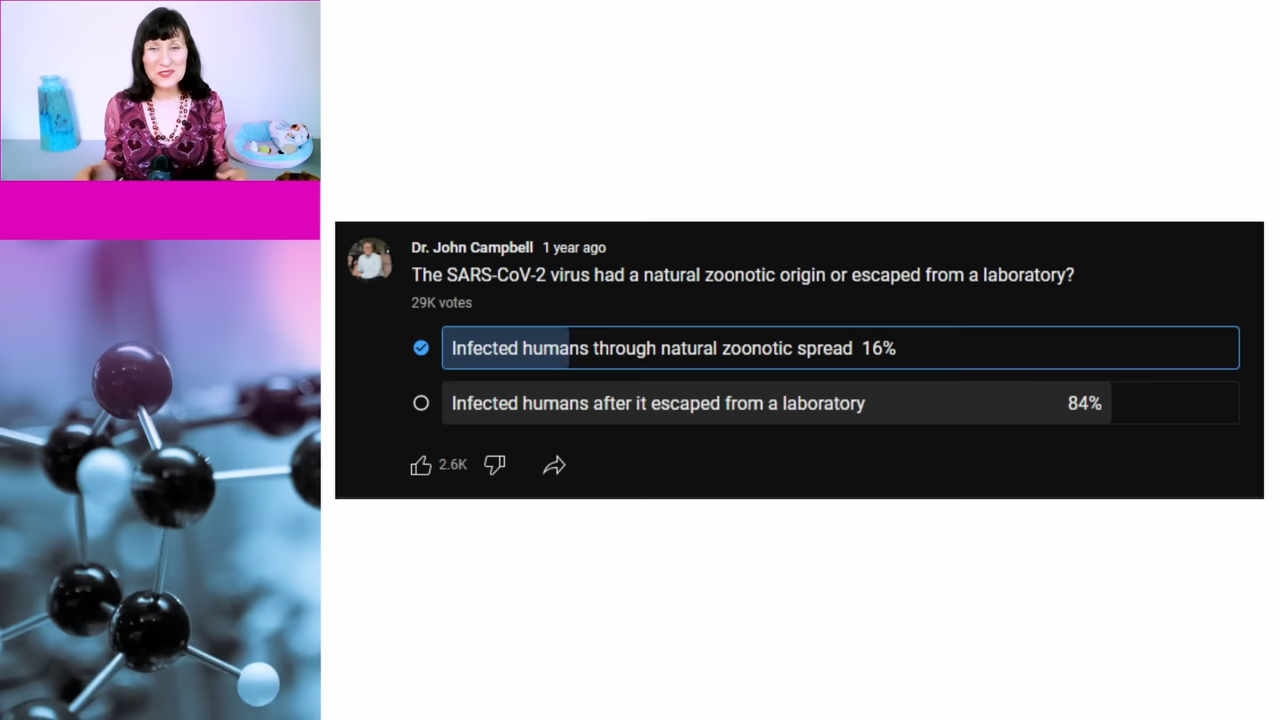 Dr. John Campbell 1 year ago
The SARS-CoV-2 virus had a natural zoonotic origin or escaped from a laboratory?
29K votes
Infected humans through natural zoonotic spread 16%
Infected humans after it escaped from a laboratory 84%
2.6K